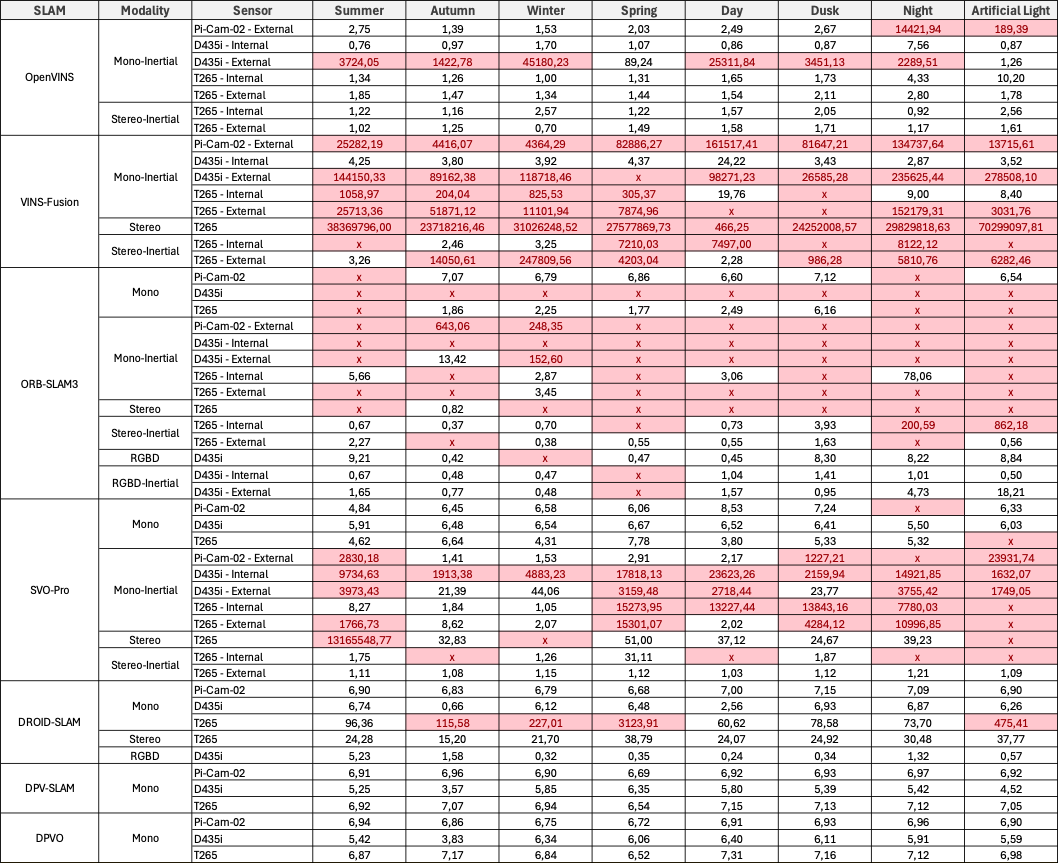 SLAM Modality Sensor Summer Autumn Winter Spring Day Dusk Night Artificial Light
OpenVINS Mono-Inertial Pi-Cam-02 - External 2,75 1,39 1,53 2,03 2,49 2,67 14421,94 189,39
D435i - Internal 0,76 0,97 1,70 1,07 0,86 0,87 7,56 0,87
D435i - External 3724,05 1422,78 45180,23 89,24 25311,84 3451,13 2289,51 1,26
T265 - Internal 1,34 1,26 1,00 1,31 1,65 1,73 4,33 10,20
T265 - External 1,85 1,47 1,34 1,44 1,54 2,11 2,80 1,78
Stereo-Inertial T265 - Internal 1,22 1,16 2,57 1,22 1,57 2,05 0,92 2,56
T265 - External 1,02 1,25 0,70 1,49 1,58 1,71 1,17 1,61
VINS-Fusion Mono-Inertial Pi-Cam-02 - External 25282,19 4416,07 4364,29 82886,27 161517,41 81647,21 134737,64 13715,61
D435i - Internal 4,25 3,80 3,92 4,37 24,22 3,43 2,87 3,52
D435i - External 144150,33 89162,38 118718,46 x 98271,23 26585,28 235625,44 278508,10
T265 - Internal 1058,97 204,04 825,53 305,37 19,76 x 9,00 8,40
T265 - External 25713,36 51871,12 11101,94 7874,96 x x 152179,31 3031,76
Stereo T265 38369796,00 23718216,46 31026248,52 27577869,73 466,25 24252008,57 29829818,63 70299097,81
Stereo-Inertial T265 - Internal x 2,46 3,25 7210,03 7497,00 x 8122,12 x
T265 - External 3,26 14050,61 247809,56 4203,04 2,28 986,28 5810,76 6282,46
ORB-SLAM3 Mono Pi-Cam-02 x 7,07 6,79 6,86 6,60 7,12 x 6,54
D435i x x x x x x x x
T265 x 1,86 2,25 1,77 2,49 6,16 x x
Mono-Inertial Pi-Cam-02 - External x 643,06 248,35 x x x x x
D435i - Internal x x x x x x x x
D435i - External x 13,42 152,60 x x x x x
T265 - Internal 5,66 x 2,87 x 3,06 x 78,06 x
T265 - External x x 3,45 x x x x x
Stereo T265 x 0,82 x x x x x x
Stereo-Inertial T265 - Internal 0,67 0,37 0,70 x 0,73 3,93 200,59 862,18
T265 - External 2,27 x 0,38 0,55 0,55 1,63 x 0,56
RGBD D435i 9,21 0,42 x 0,47 0,45 8,30 8,22 8,84
RGBD-Inertial D435i - Internal 0,67 0,48 0,47 x 1,04 1,41 1,01 0,50
D435i - External 1,65 0,77 0,48 x 1,57 0,95 4,73 18,21
SVO-Pro Mono Pi-Cam-02 4,84 6,45 6,58 6,06 8,53 7,24 x 6,33
D435i 5,91 6,48 6,54 6,67 6,52 6,41 5,50 6,03
T265 4,62 6,64 4,31 7,78 3,80 5,33 5,32 x
Mono-Inertial Pi-Cam-02 - External 2830,18 1,41 1,53 2,91 2,17 1227,21 x 23931,74
D435i - Internal 9734,63 1913,38 4883,23 17818,13 23623,26 2159,94 14921,85 1632,07
D435i - External 3973,43 21,39 44,06 3159,48 2718,44 23,77 3755,42 1749,05
T265 - Internal 8,27 1,84 1,05 15273,95 13227,44 13843,16 7780,03 x
T265 - External 1766,73 8,62 2,07 15301,07 2,02 4284,12 10996,85 x
Stereo T265 13165548,77 32,83 x 51,00 37,12 24,67 39,23 x
Stereo-Inertial T265 - Internal 1,75 x 1,26 31,11 x 1,87 x x
T265 - External 1,11 1,08 1,15 1,12 1,03 1,12 1,21 1,09
DROID-SLAM Mono Pi-Cam-02 6,90 6,83 6,79 6,68 7,00 7,15 7,09 6,90
D435i 6,74 0,66 6,12 6,48 2,56 6,93 6,87 6,26
T265 96,36 115,58 227,01 3123,91 60,62 78,58 73,70 475,41
Stereo T265 24,28 15,20 21,70 38,79 24,07 24,92 30,48 37,77
RGBD D435i 5,23 1,58 0,32 0,35 0,24 0,34 1,32 0,57
DPV-SLAM Mono Pi-Cam-02 6,91 6,96 6,90 6,69 6,92 6,93 6,97 6,92
D435i 5,25 3,57 5,85 6,35 5,80 5,39 5,42 4,52
T265 6,92 7,07 6,94 6,54 7,15 7,13 7,12 7,05
DPVO Mono Pi-Cam-02 6,94 6,86 6,75 6,72 6,91 6,93 6,96 6,90
D435i 5,42 3,83 6,34 6,06 6,40 6,11 5,91 5,59
T265 6,87 7,17 6,84 6,52 7,31 7,16 7,12 6,98